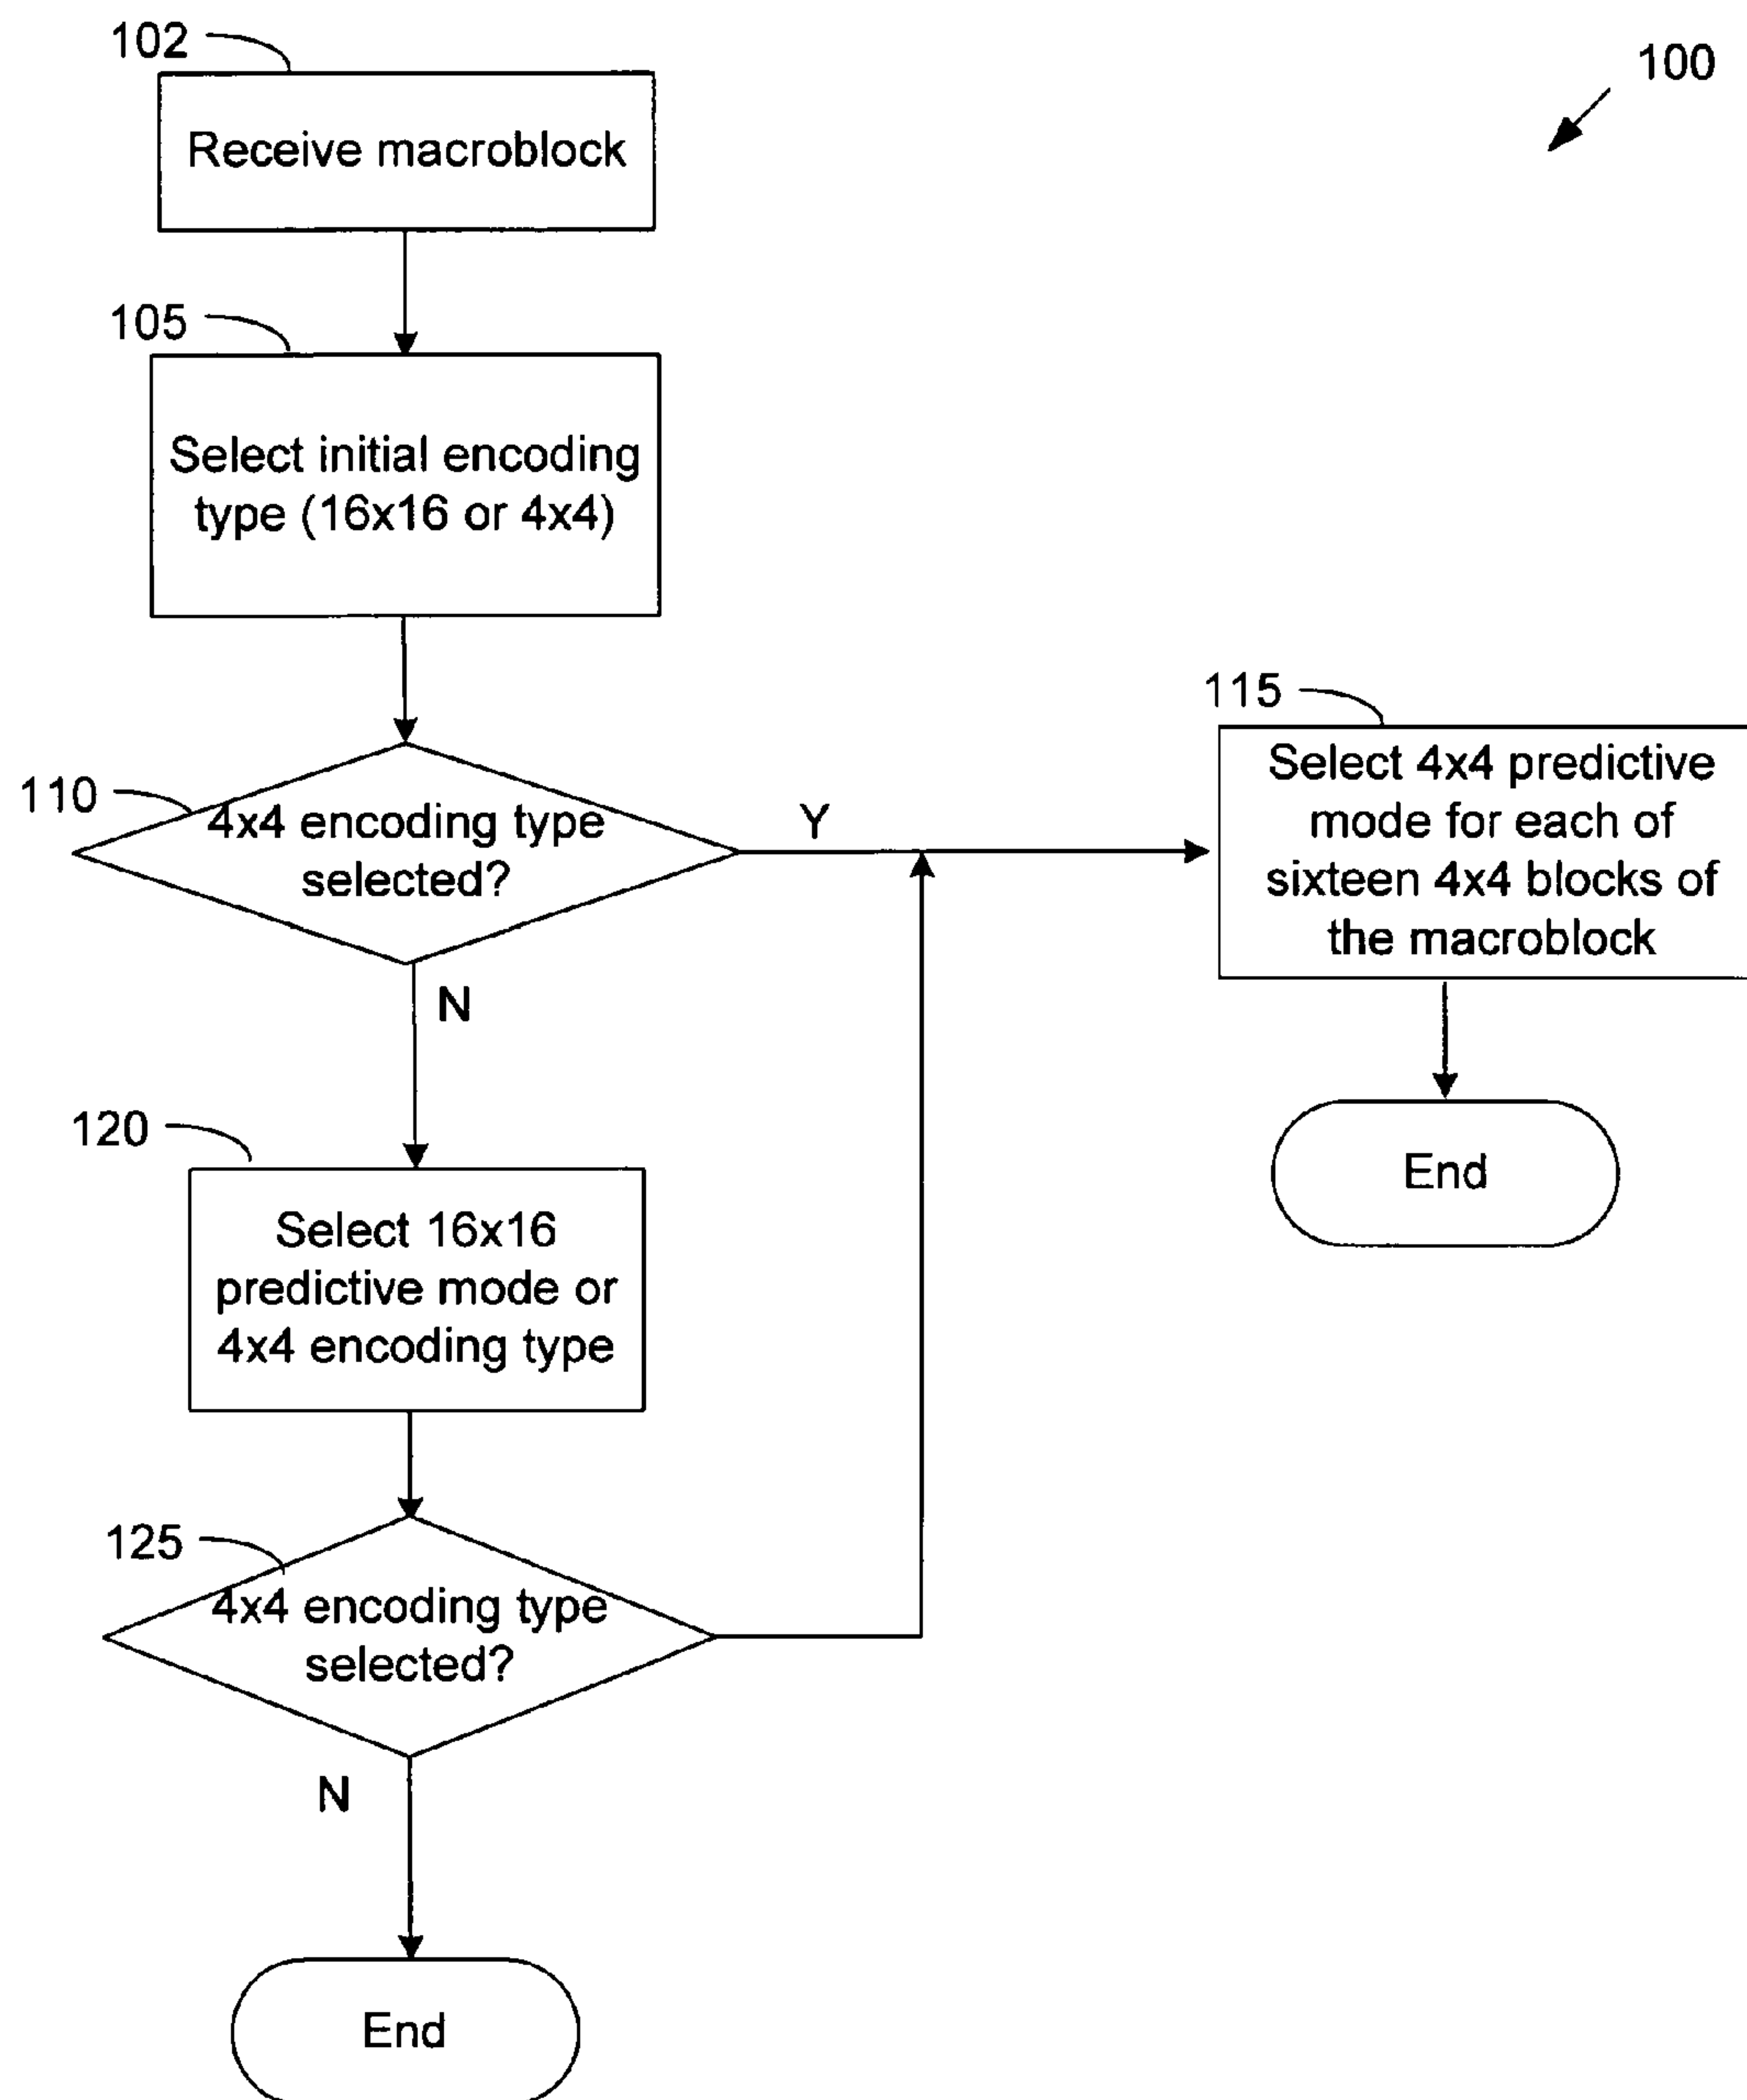 102
100
Receive macroblock
105
Select initial encoding
type (16x16 or 4x4)
110
4x4 encoding type
selected?
Y
115
Select 4x4 predictive
mode for each of
sixteen 4x4 blocks of
the macroblock
N
End
120
Select 16x16
predictive mode or
4x4 encoding type
125
4x4 encoding type
selected?
N
End